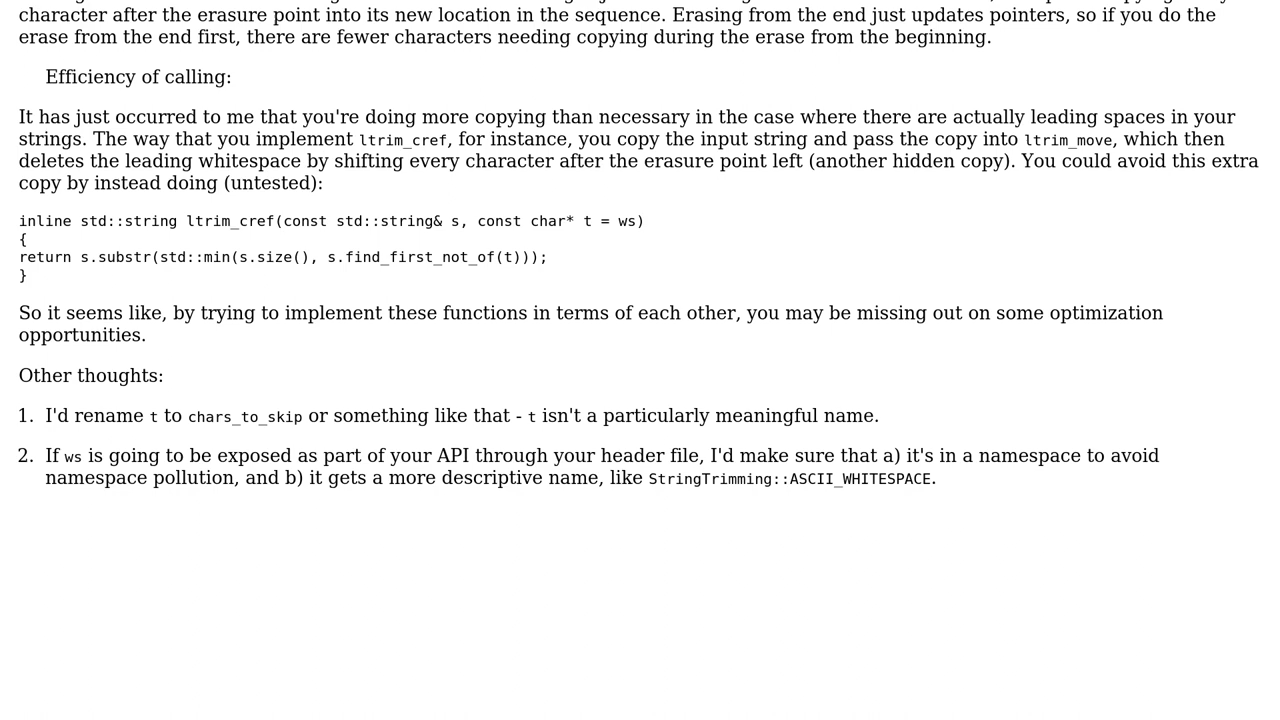 character after the erasure point into its new location in the sequence. Erasing from the end just updates pointers, so if you do the
erase from the end first, there are fewer characters needing copying during the erase from the beginning.
Efficiency of calling:
It has just occurred to me that you're doing more copying than necessary in the case where there are actually leading spaces in your
strings. The way that you implement ltrim_cref, for instance, you copy the input string and pass the copy into ltrim_move, which then
deletes the leading whitespace by shifting every character after the erasure point left (another hidden copy). You could avoid this extra
copy by instead doing (untested):
inline std::string ltrim_cref(const std::string& s, const char* t = ws)
{
return s.substr(std::min(s.size(), s.find_first_not_of(t)));
}
So it seems like, by trying to implement these functions in terms of each other, you may be missing out on some optimization
opportunities.
Other thoughts:
1. I'd rename t to chars_to_skip or something like that - t isn't a particularly meaningful name.
2. If ws is going to be exposed as part of your API through your header file, I'd make sure that a) it's in a namespace to avoid
namespace pollution, and b) it gets a more descriptive name, like StringTrimming::ASCII_WHITESPACE.